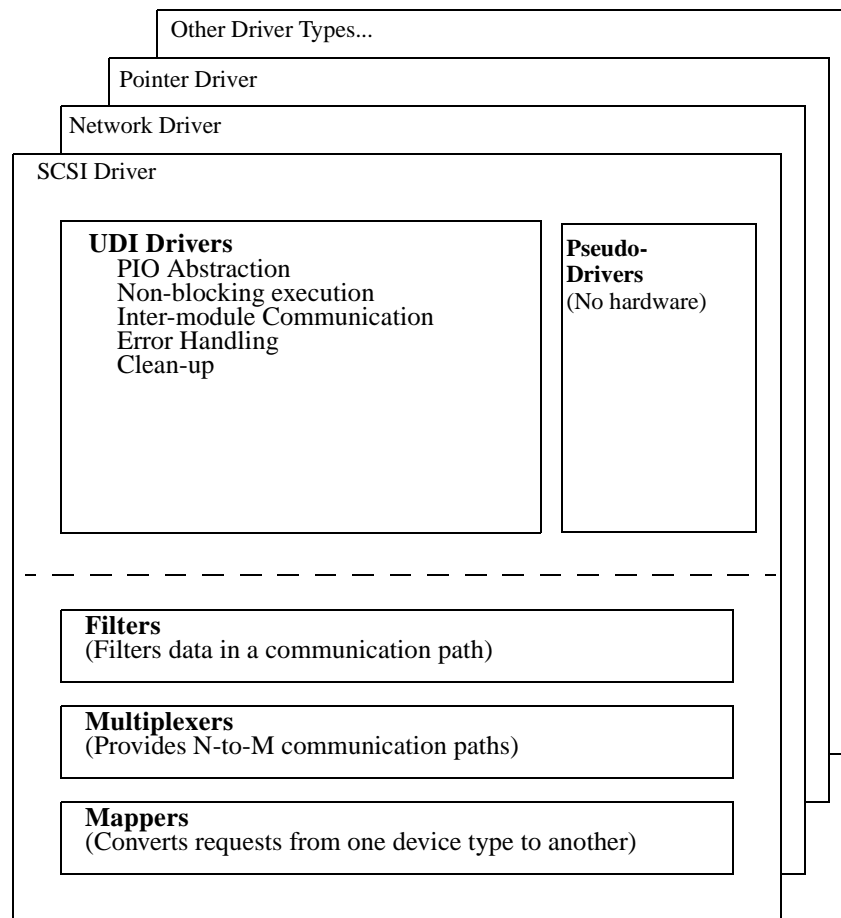 Other Driver Types...
Pointer Driver
Network Driver
SCSI Driver
UDI Drivers
PIO Abstraction
Non-blocking execution
Inter-module Communication
Error Handling
Clean-up
Pseudo-
Drivers
(No hardware)
Filters
(Filters data in a communication path)
Multiplexers
(Provides N-to-M communication paths)
Mappers
(Converts requests from one device type to another)